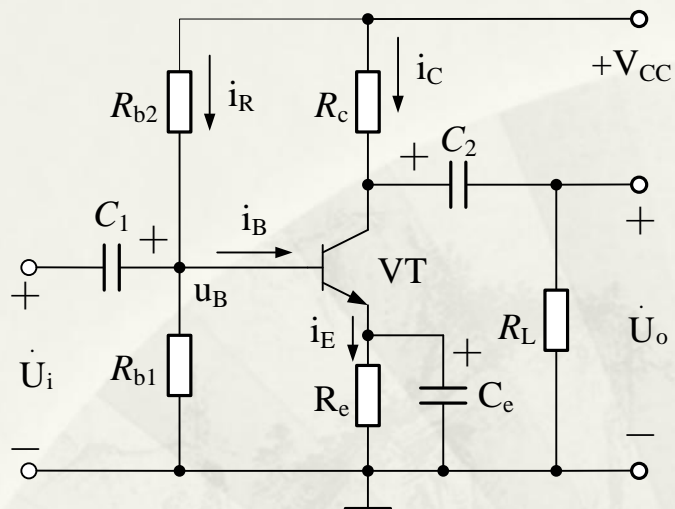 +V_CC
R_b2
i_R
R_c
i_C
C_2
+
C_1
+
i_B
VT
+
+
u_B
i_E
+
R_L
U̇_o
U̇_i
R_b1
R_e
C_e
−
−